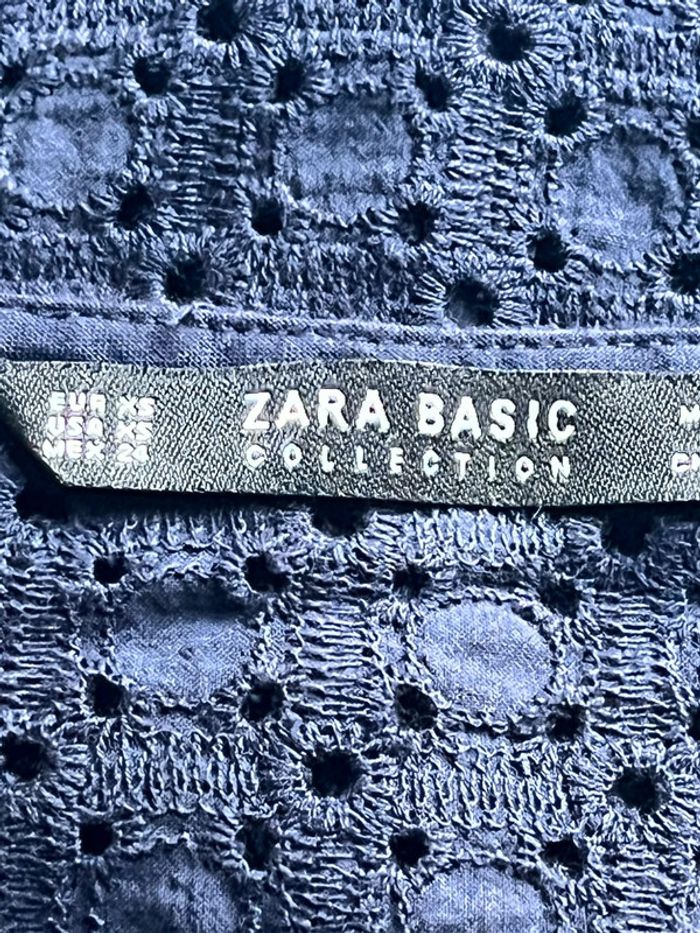 EUR XS
USA XS
MEX 24
ZARA BASIC
COLLECTION